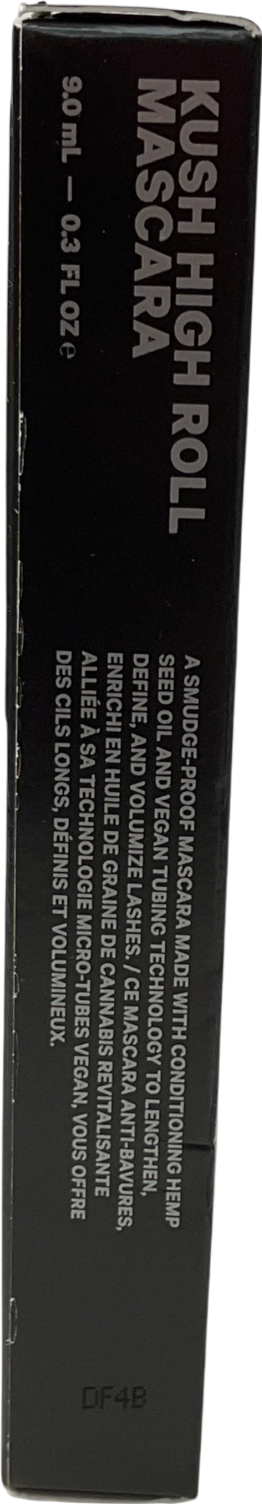 KUSH HIGH ROLL
MASCARA
9.0 mL — 0.3 FL OZ ℮
A SMUDGE-PROOF MASCARA MADE WITH CONDITIONING HEMP
SEED OIL AND VEGAN TUBING TECHNOLOGY TO LENGTHEN,
DEFINE, AND VOLUMIZE LASHES. / CE MASCARA ANTI-BAVURES,
ENRICHI EN HUILE DE GRAINE DE CANNABIS REVITALISANTE
ALLIÉE À SA TECHNOLOGIE MICRO-TUBES VEGAN, VOUS OFFRE
DES CILS LONGS, DÉFINIS ET VOLUMINEUX.
DF4B